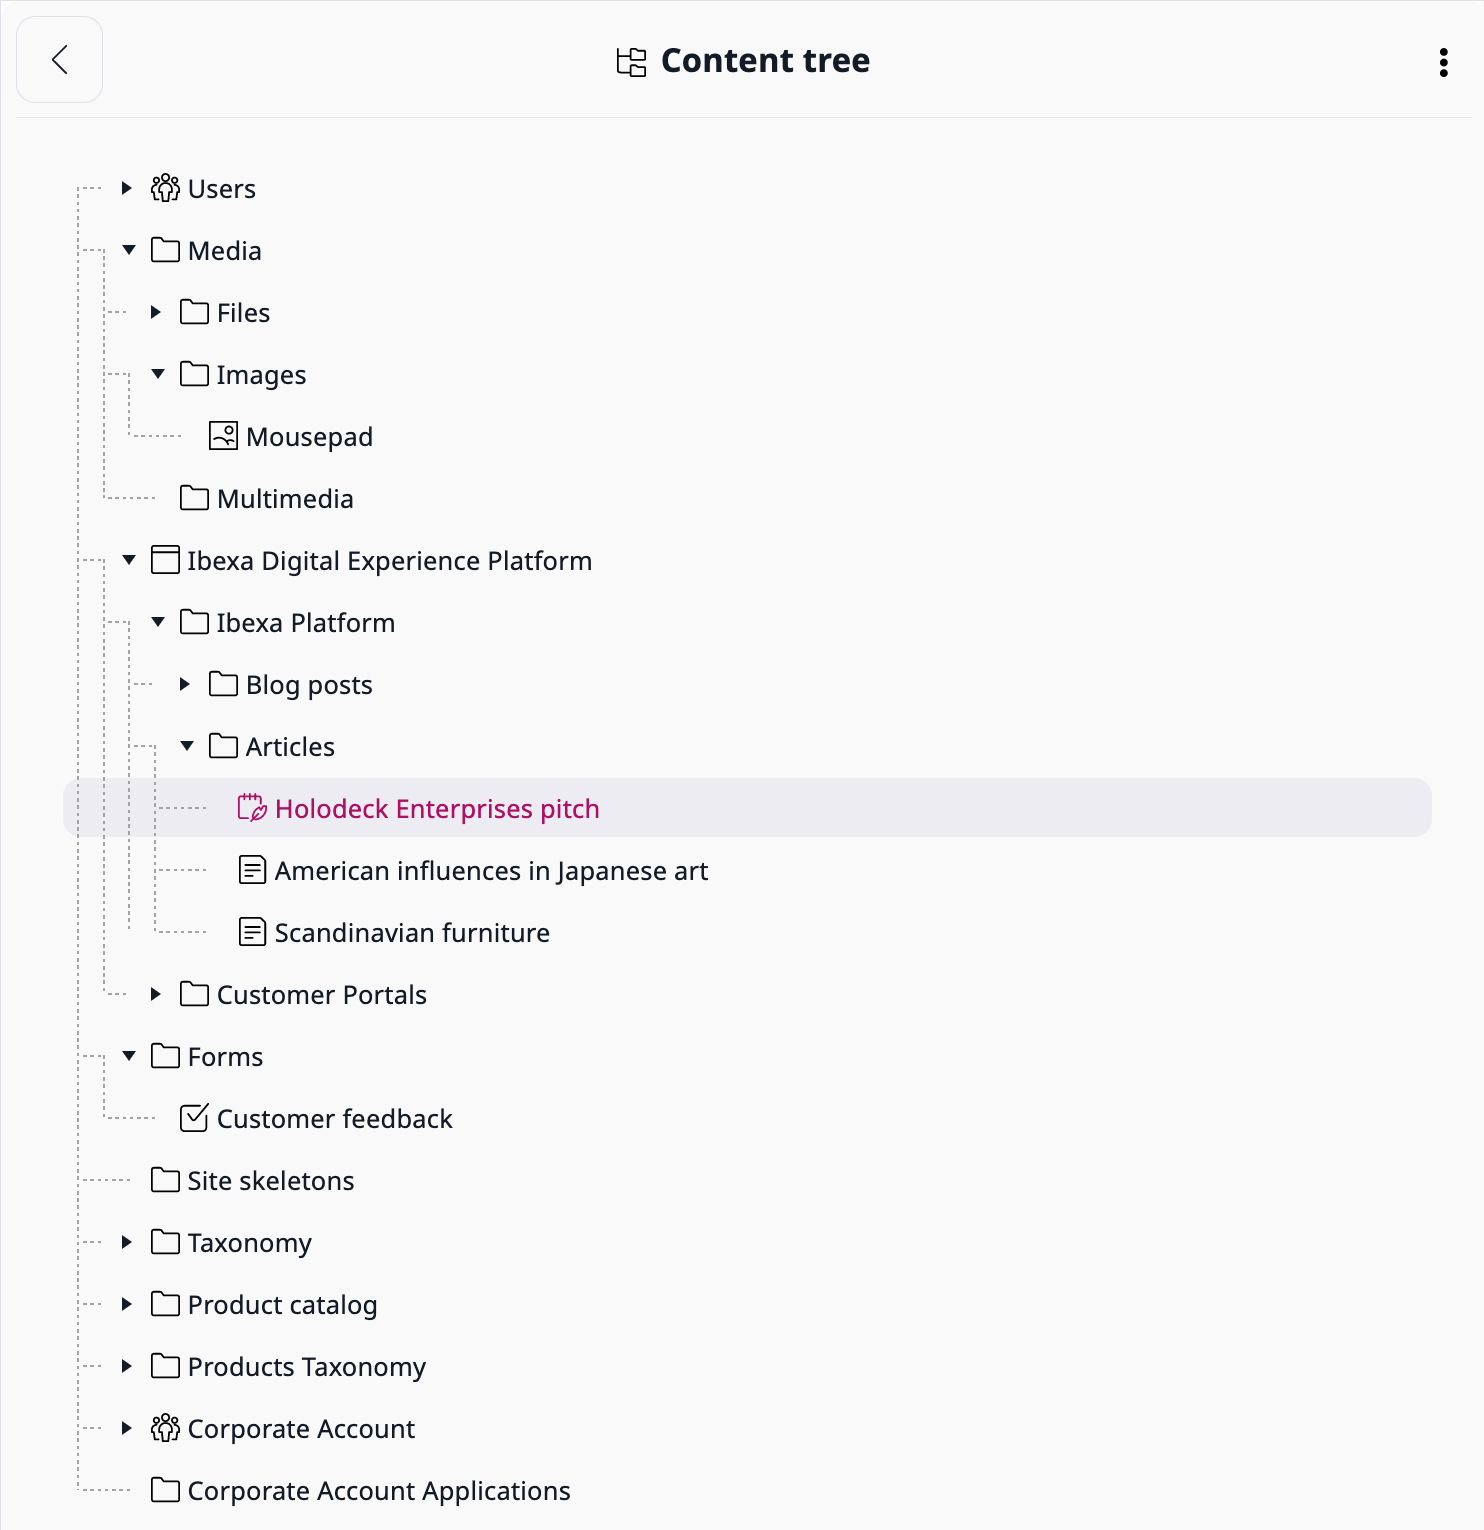 Content tree
Users
Media
Files
Images
Mousepad
Multimedia
Ibexa Digital Experience Platform
Ibexa Platform
Blog posts
Articles
Holodeck Enterprises pitch
American influences in Japanese art
Scandinavian furniture
Customer Portals
Forms
Customer feedback
Site skeletons
Taxonomy
Product catalog
Products Taxonomy
Corporate Account
Corporate Account Applications